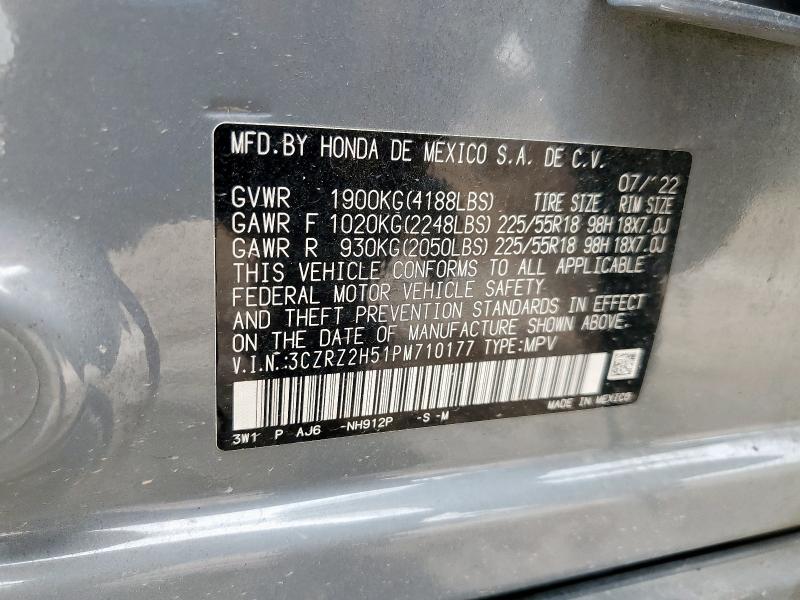 MFD.BY HONDA DE MEXICO S.A. DE C.V.
07/'22
GVWR 1900KG(4188LBS) TIRE SIZE RIM SIZE
GAWR F 1020KG(2248LBS) 225/55R18 98H 18X7.0J
GAWR R 930KG(2050LBS) 225/55R18 98H 18X7.0J
THIS VEHICLE CONFORMS TO ALL APPLICABLE
FEDERAL MOTOR VEHICLE SAFETY
AND THEFT PREVENTION STANDARDS IN EFFECT
ON THE DATE OF MANUFACTURE SHOWN ABOVE.
V.I.N.:3CZRZ2H51PM710177 TYPE:MPV
MADE IN MEXICO
3W1 P AJ6 -NH912P -S -M